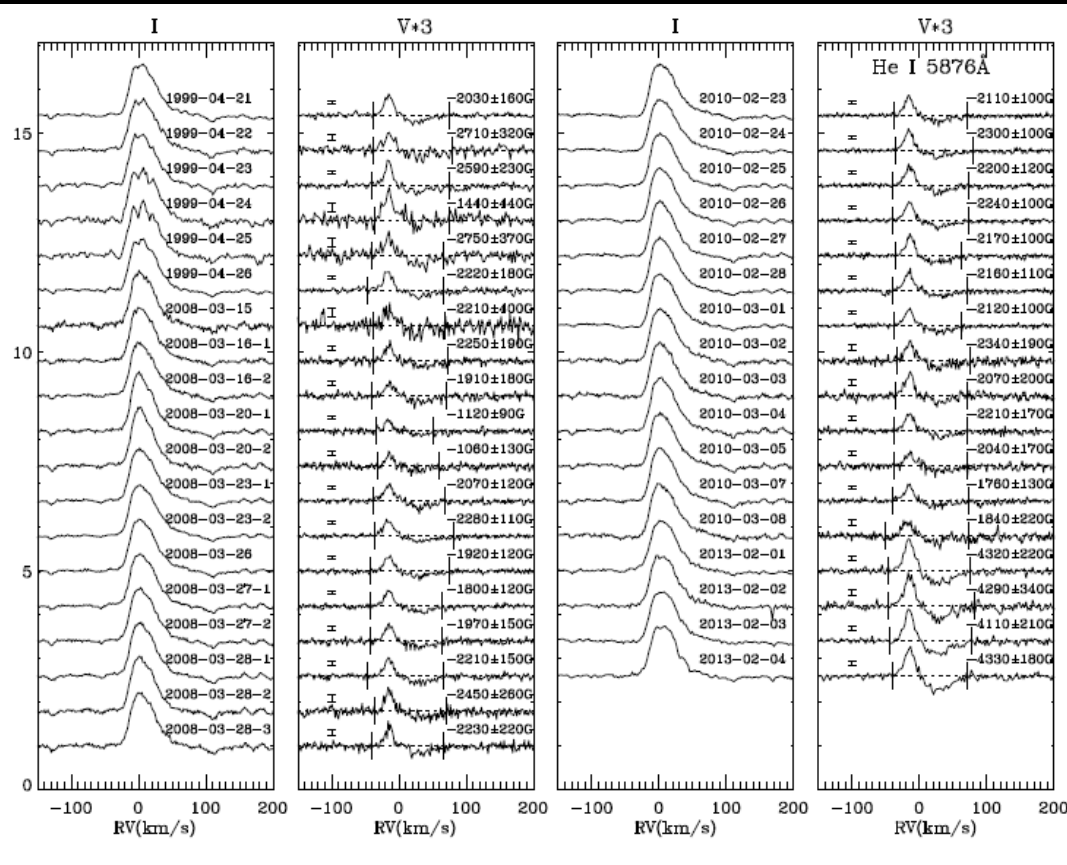 I V*3 I V*3
He I 5876Å
1999-04-21 −2030±160G 2010-02-23 −2110±100G
15 1999-04-22 −2710±320G 2010-02-24 −2300±100G
1999-04-23 −2590±230G 2010-02-25 −2200±120G
1999-04-24 −1440±440G 2010-02-26 −2240±100G
1999-04-25 −2750±370G 2010-02-27 −2170±100G
1999-04-26 −2220±180G 2010-02-28 −2160±110G
2008-03-15 −2210±400G 2010-03-01 −2120±100G
10 2008-03-16-1 −2250±190G 2010-03-02 −2340±190G
2008-03-16-2 −1910±180G 2010-03-03 −2070±200G
2008-03-20-1 −1120±90G 2010-03-04 −2210±170G
2008-03-20-2 −1060±130G 2010-03-05 −2040±170G
2008-03-23-1 −2070±120G 2010-03-07 −1760±130G
2008-03-23-2 −2280±110G 2010-03-08 −1840±220G
5 2008-03-26 −1920±120G 2013-02-01 −4320±220G
2008-03-27-1 −1800±120G 2013-02-02 −4290±340G
2008-03-27-2 −1970±150G 2013-02-03 −4110±210G
2008-03-28-1 −2210±150G 2013-02-04 −4330±180G
2008-03-28-2 −2450±260G
2008-03-28-3 −2230±220G
0
−100 0 100 200 −100 0 100 200 −100 0 100 200 −100 0 100 200
RV(km/s) RV(km/s) RV(km/s) RV(km/s)